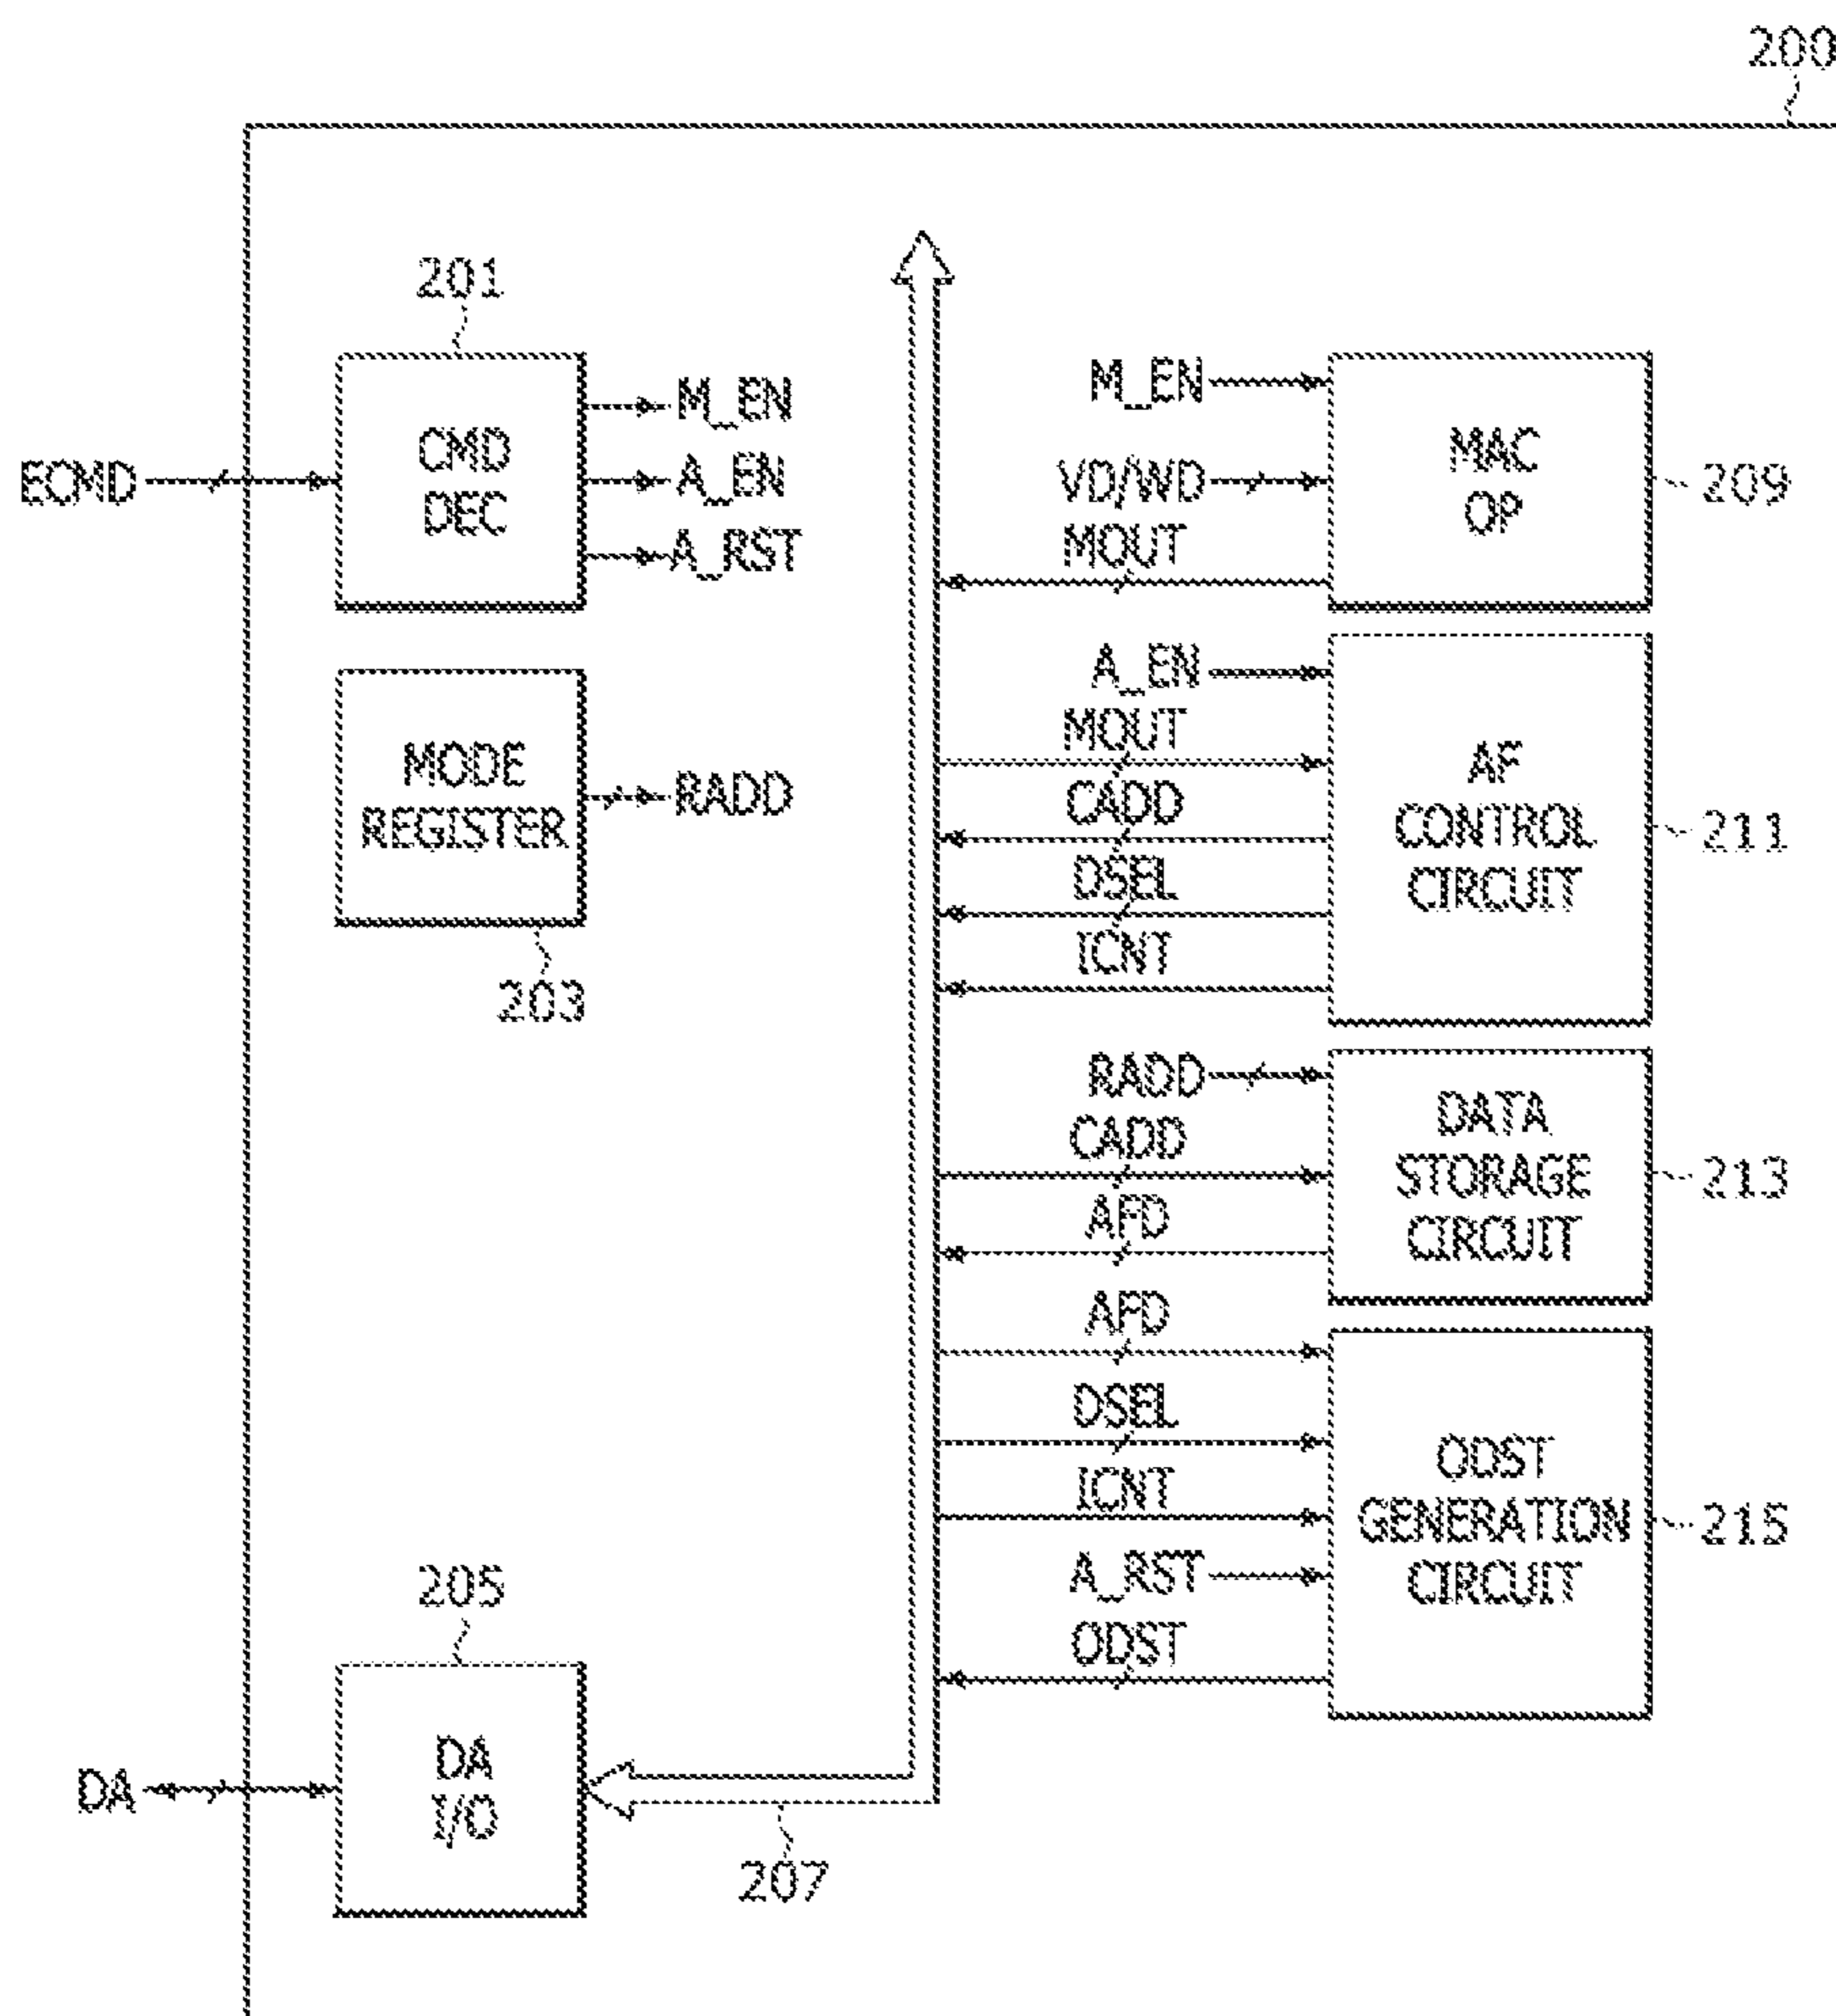 200
201
CMD
DEC
ECMD
M_EN
A_EN
A_RST
MODE
REGISTER
RADD
203
M_EN
VD/WD
MOUT
MAC
OP
209
A_EN
MOUT
CADD
DSEL
ICNT
AF
CONTROL
CIRCUIT
211
RADD
CADD
AFD
DATA
STORAGE
CIRCUIT
213
AFD
DSEL
ICNT
A_RST
ODST
ODST
GENERATION
CIRCUIT
215
205
DA
DA
I/O
207